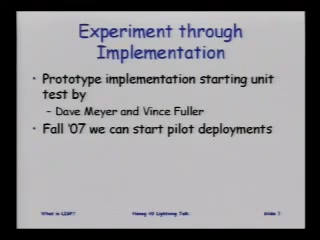 Experiment through
Implementation
• Prototype implementation starting unit
test by
– Dave Meyer and Vince Fuller
• Fall '07 we can start pilot deployments
What is LISP?
Nanog 40 Lightning Talk
Slide 7